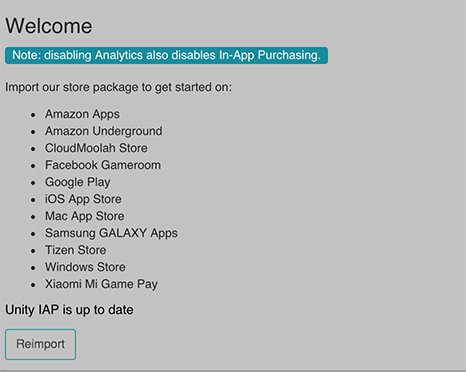 Welcome
Note: disabling Analytics also disables In-App Purchasing.
Import our store package to get started on:
• Amazon Apps
• Amazon Underground
• CloudMoolah Store
• Facebook Gameroom
• Google Play
• iOS App Store
• Mac App Store
• Samsung GALAXY Apps
• Tizen Store
• Windows Store
• Xiaomi Mi Game Pay
Unity IAP is up to date
Reimport